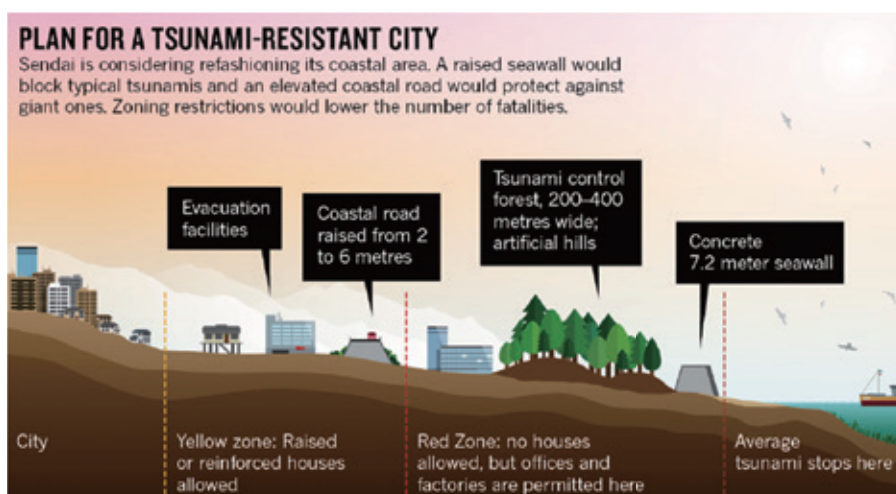 PLAN FOR A TSUNAMI-RESISTANT CITY
Sendai is considering refashioning its coastal area. A raised seawall would
block typical tsunamis and an elevated coastal road would protect against
giant ones. Zoning restrictions would lower the number of fatalities.
Evacuation
facilities
Coastal road
raised from 2
to 6 metres
Tsunami control
forest, 200–400
metres wide;
artificial hills
Concrete
7.2 meter seawall
City
Yellow zone: Raised
or reinforced houses
allowed
Red Zone: no houses
allowed, but offices and
factories are permitted here
Average
tsunami stops here